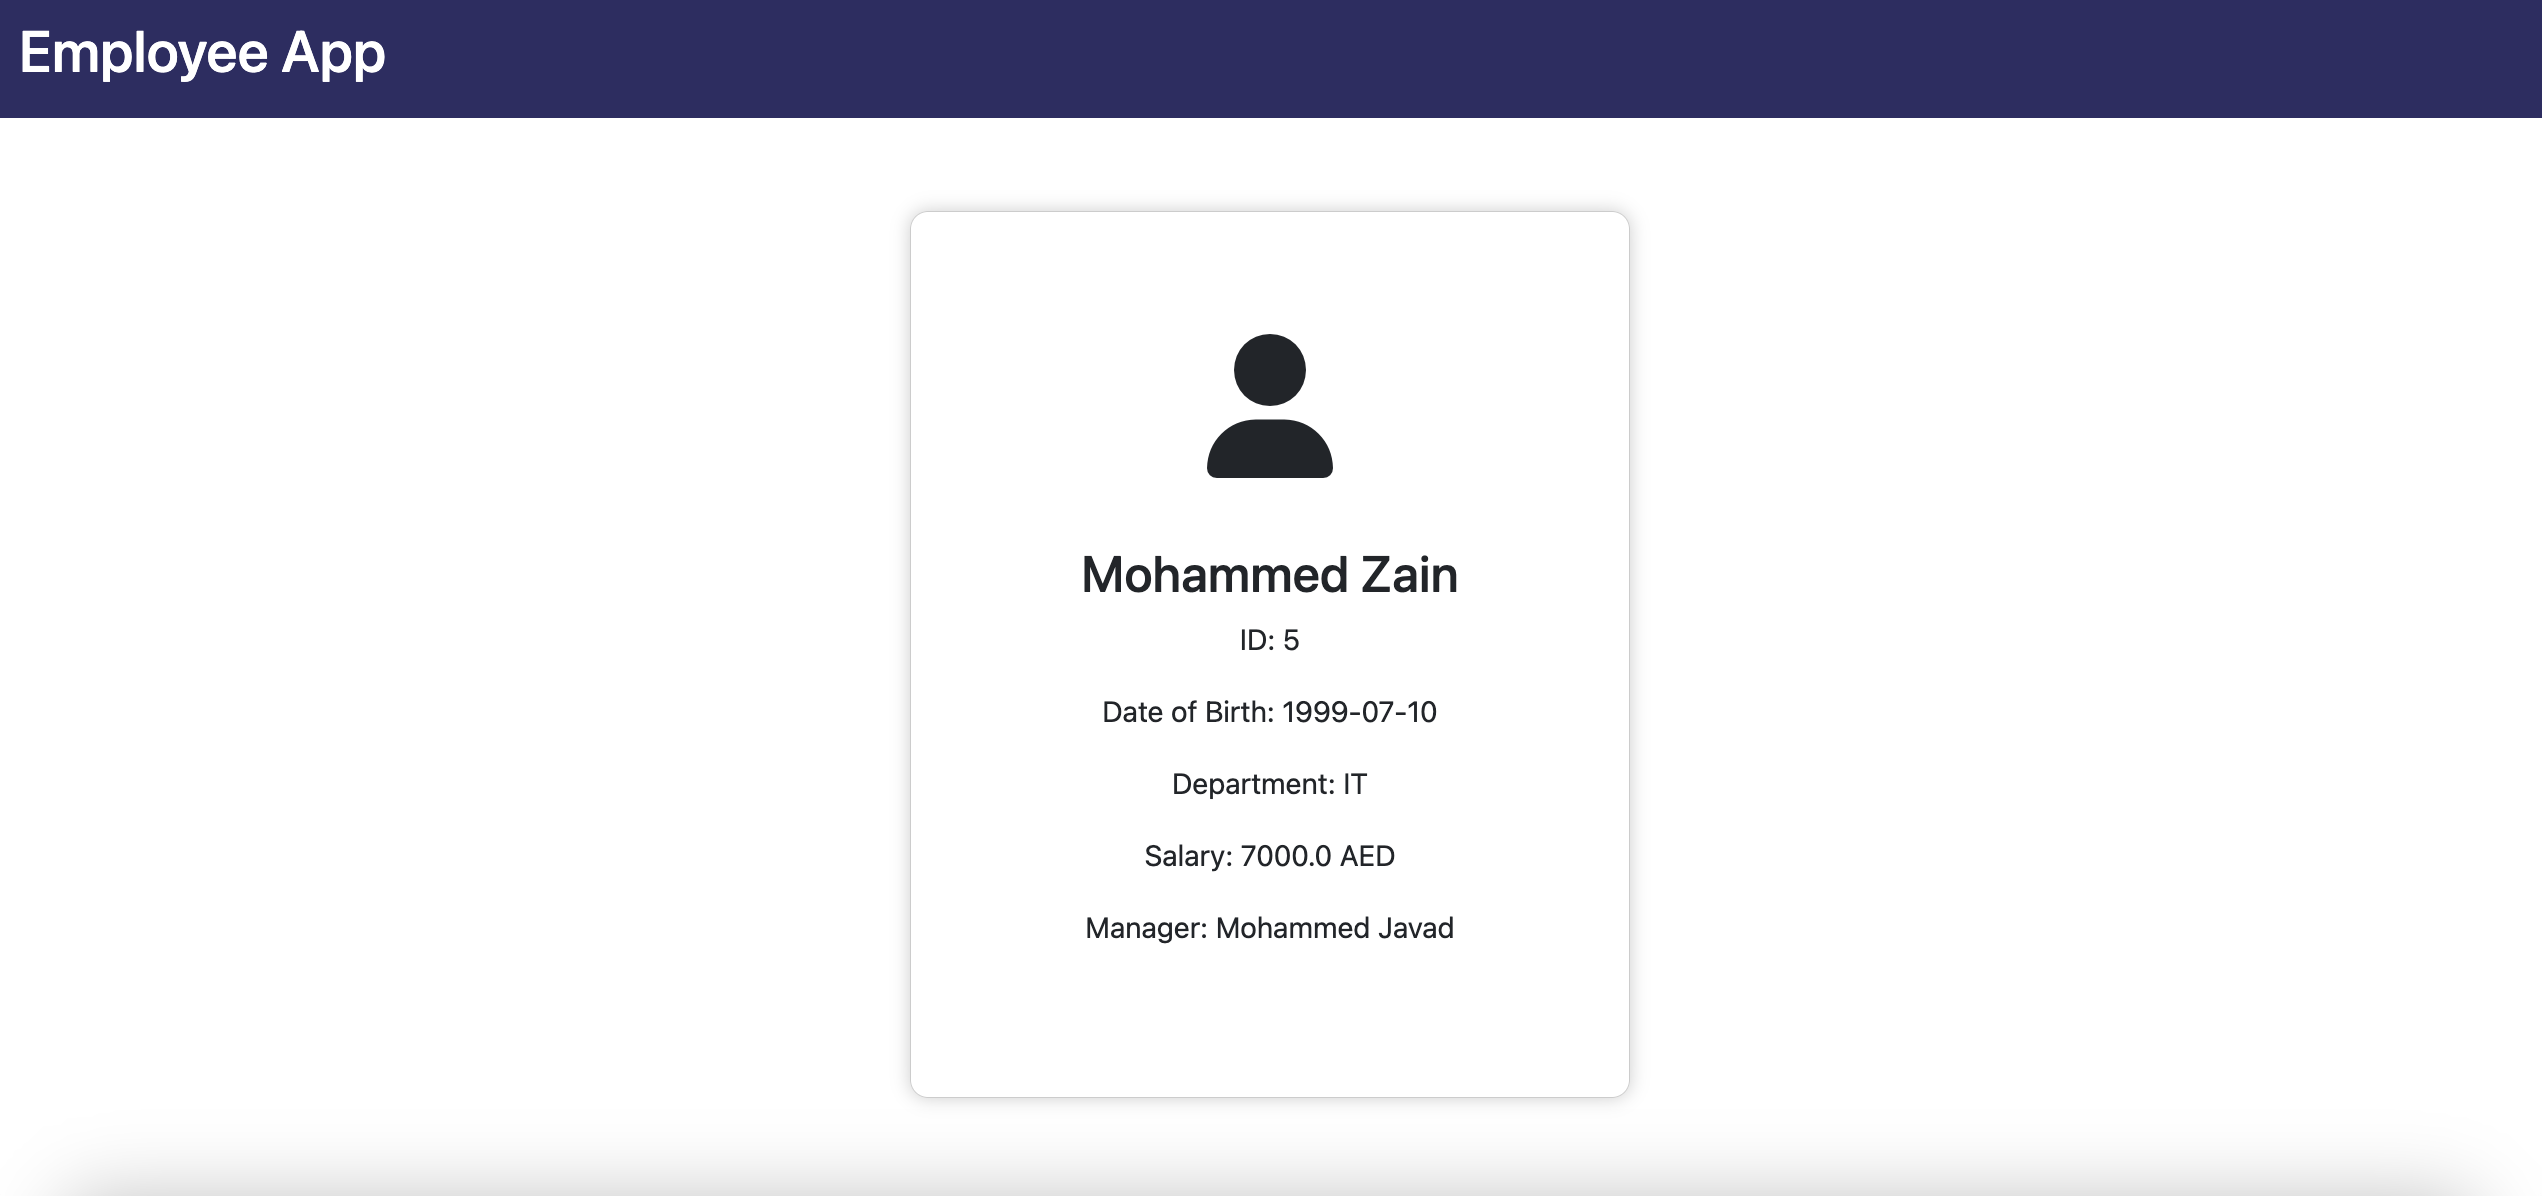 Employee App
Mohammed Zain
ID: 5
Date of Birth: 1999-07-10
Department: IT
Salary: 7000.0 AED
Manager: Mohammed Javad